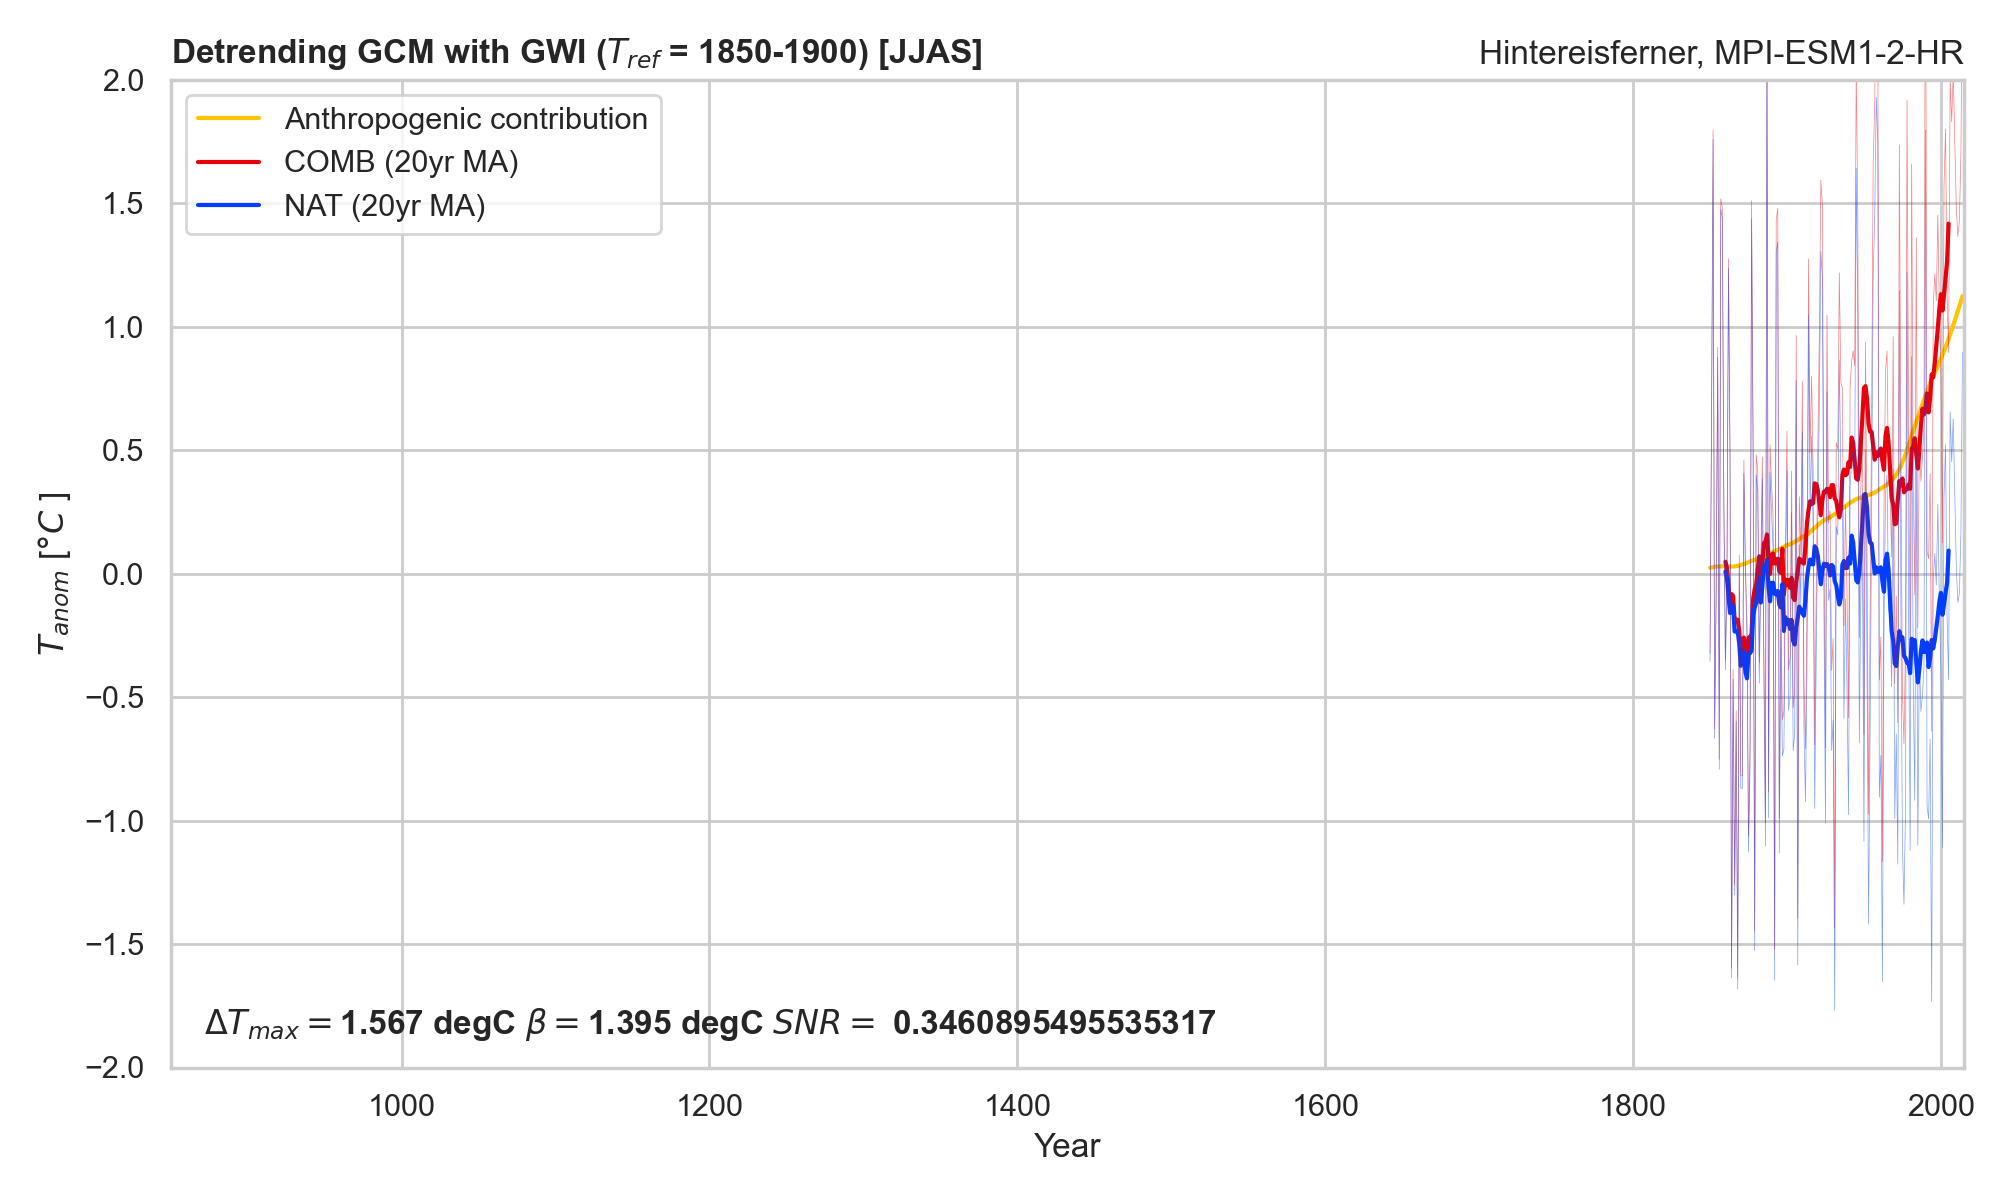 Detrending GCM with GWI (T_ref = 1850-1900) [JJAS]
Hintereisferner, MPI-ESM1-2-HR
Anthropogenic contribution
COMB (20yr MA)
NAT (20yr MA)
2.0
1.5
1.0
0.5
0.0
−0.5
−1.0
−1.5
−2.0
T_anom [°C ]
ΔT_max = 1.567 degC β = 1.395 degC SNR = 0.3460895495535317
1000
1200
1400
1600
1800
2000
Year